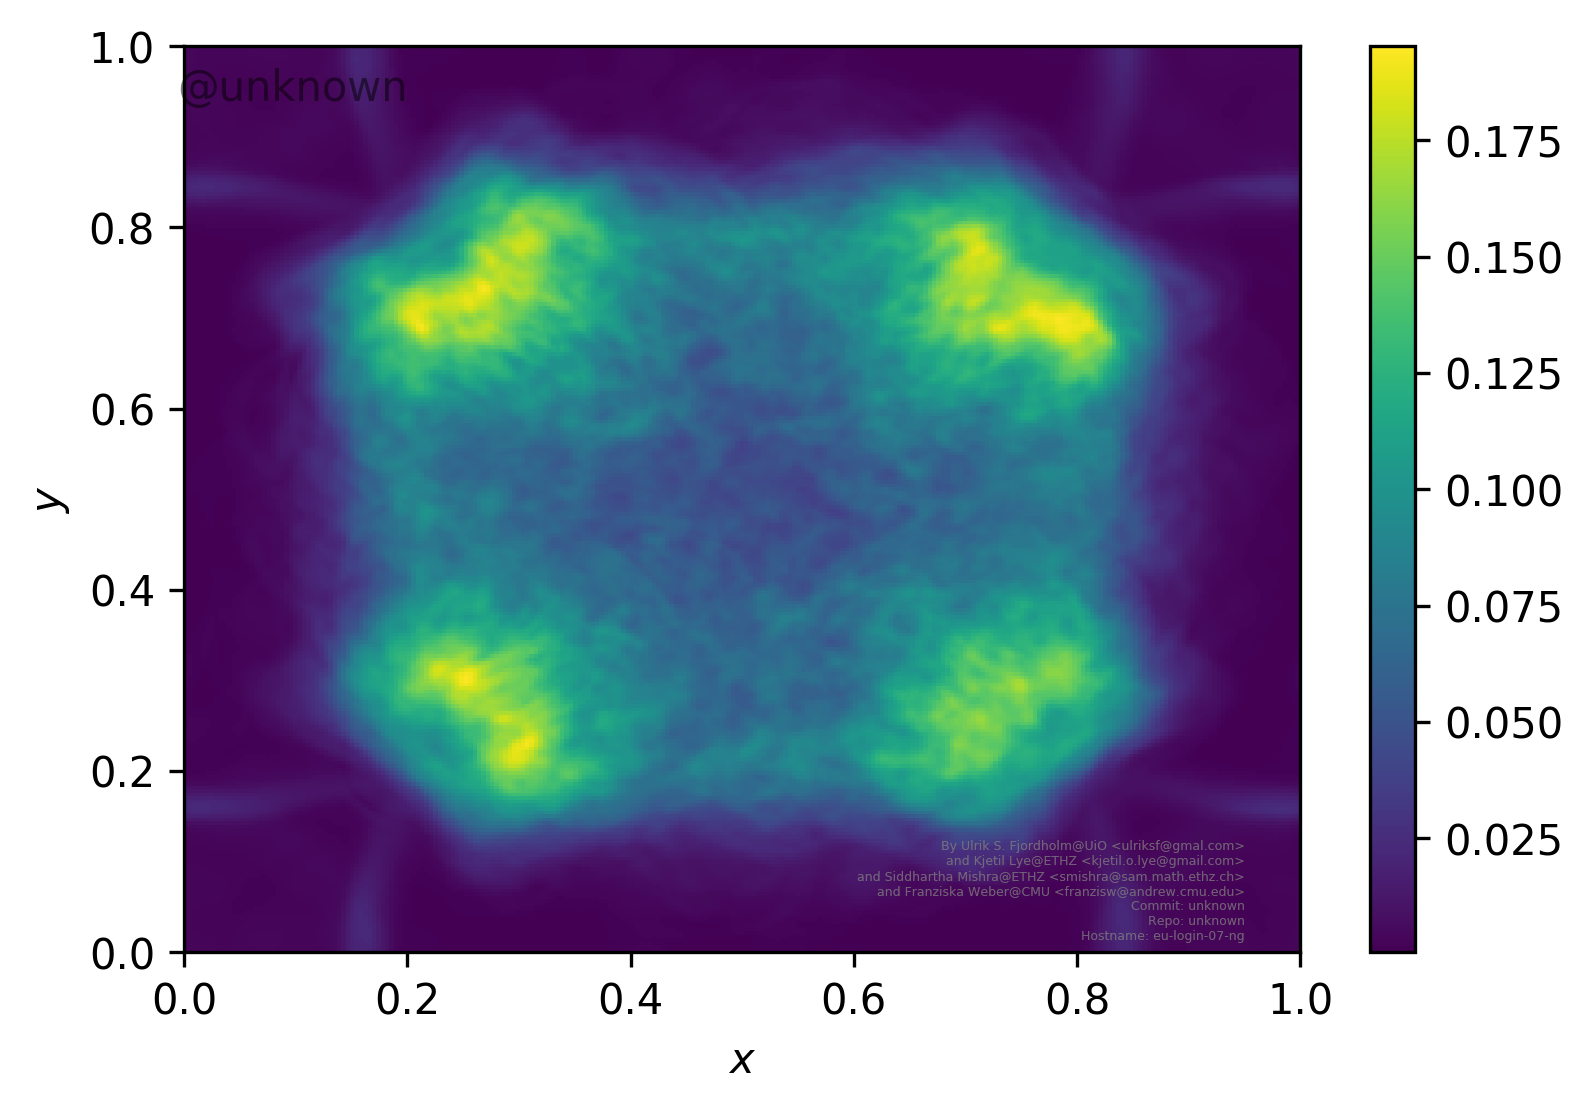 1.0
@unknown
0.8
0.6
0.4
0.2
0.0
y
0.0 0.2 0.4 0.6 0.8 1.0
x
0.175
0.150
0.125
0.100
0.075
0.050
0.025
By Ulrik S. Fjordholm@UiO <ulriksf@gmal.com>
and Kjetil Lye@ETHZ <kjetil.o.lye@gmail.com>
and Siddhartha Mishra@ETHZ <smishra@sam.math.ethz.ch>
and Franziska Weber@CMU <franzisw@andrew.cmu.edu>
Commit: unknown
Repo: unknown
Hostname: eu-login-07-ng